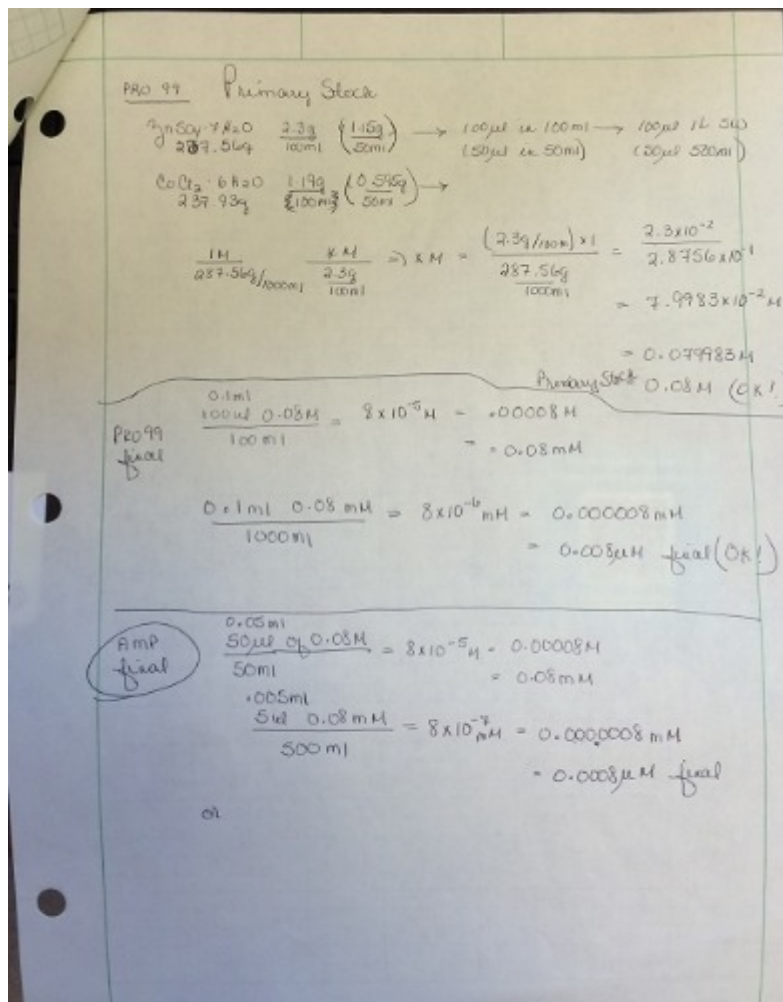 PRO 99 Primary Stock
ZnSO4·7H2O 2.3g/100ml (1.15g/50ml) → 100µl in 100ml → 100µl 1L SW
287.56g (50µl in 50ml) (50µl 500ml)
CoCl2·6H2O 1.19g/100ml (0.595g/50ml) →
237.93g
1M/287.56g/1000ml xM/2.3g/100ml ⇒ xM = (2.3g/100ml) x 1/287.56g/1000ml = 2.3x10^-2/2.8756x10^-1
= 7.9983x10^-2 M
= 0.079983M
Primary Stock 0.08M (OK!)
0.1ml
PRO99 final 100ul 0.08M/100ml = 8x10^-5 M = .00008M
= 0.08mM
0.1ml 0.08mM/1000ml = 8x10^-6 mM = 0.000008mM
= 0.008µM final (OK!)
0.05ml
AMP final 50µl of 0.08M/50ml = 8x10^-5 M = 0.00008M
= 0.08mM
.005ml
5ul 0.08mM/500ml = 8x10^-7 mM = 0.0000008mM
= 0.0008µM final
or